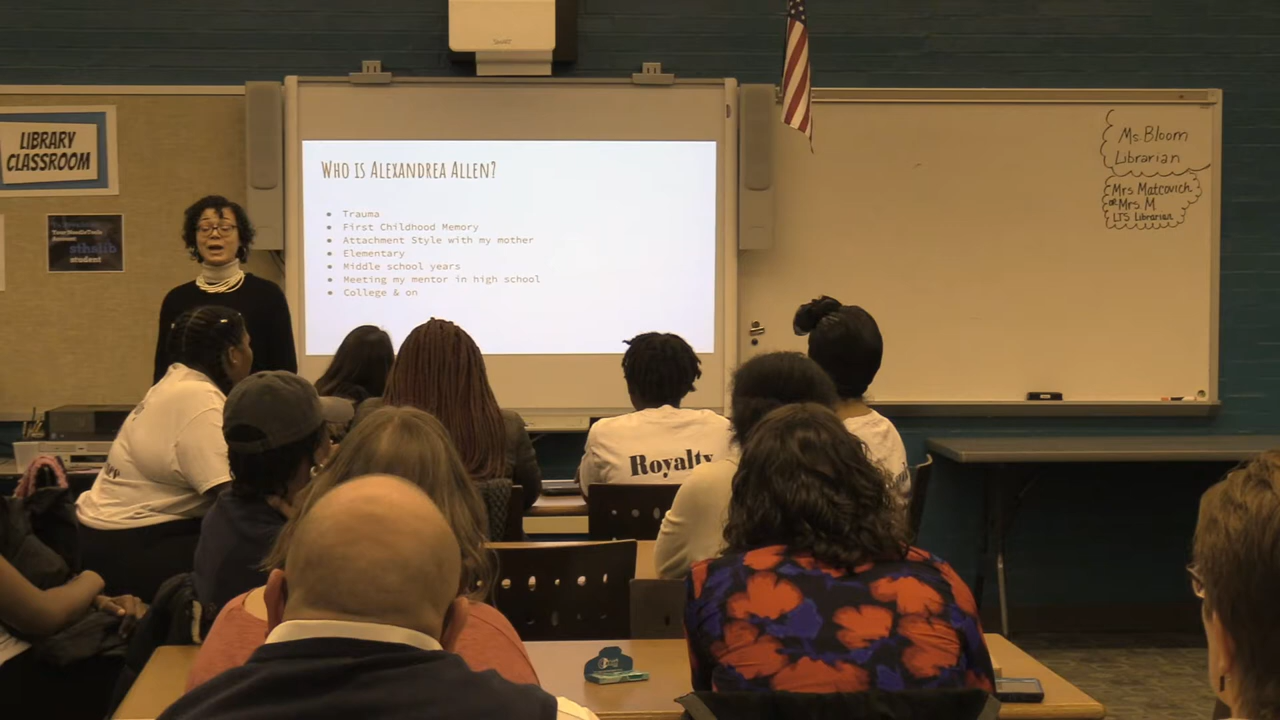 LIBRARY
CLASSROOM
sthslib
student
WHO IS ALEXANDREA ALLEN?
• Trauma
• First Childhood Memory
• Attachment Style with my mother
• Elementary
• Middle school years
• Meeting my mentor in high school
• College & on
Ms Bloom
Librarian
Mrs Matcovich
or Mrs. M
LTS Librarian
Royalty